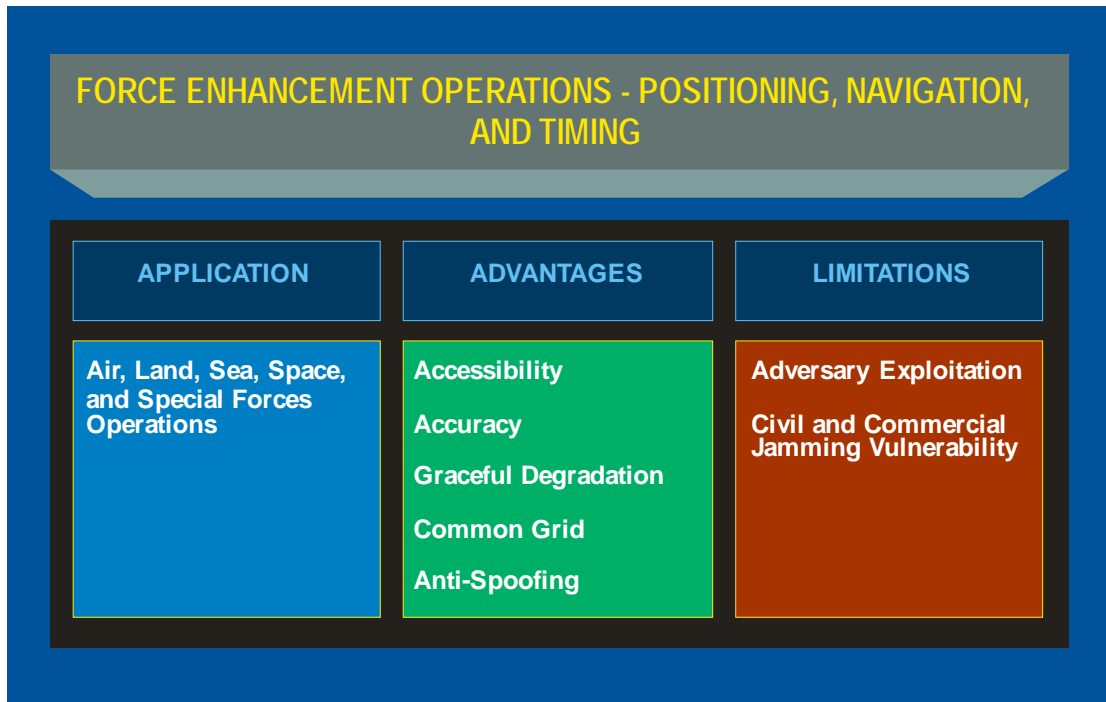 FORCE ENHANCEMENT OPERATIONS - POSITIONING, NAVIGATION,
AND TIMING
APPLICATION
Air, Land, Sea, Space,
and Special Forces
Operations
ADVANTAGES
Accessibility
Accuracy
Graceful Degradation
Common Grid
Anti-Spoofing
LIMITATIONS
Adversary Exploitation
Civil and Commercial
Jamming Vulnerability